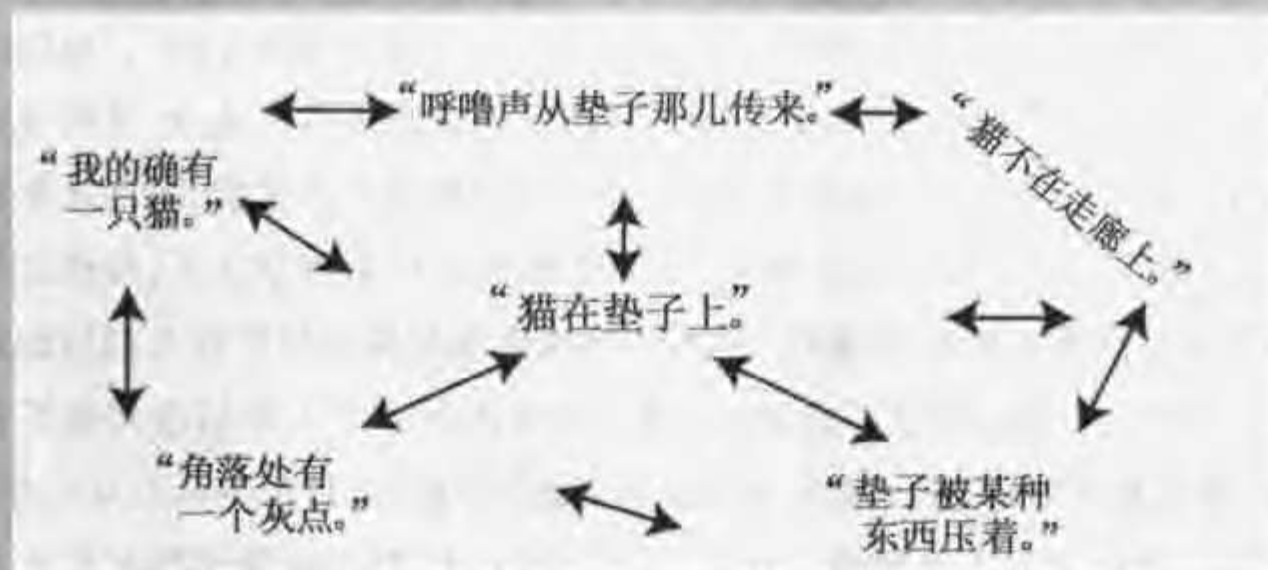 “呼噜声从垫子那儿传来。”
“猫不在走廊上。”
“我的确有
一只猫。”
“猫在垫子上。”
“角落处有
一个灰点。”
“垫子被某种
东西压着。”